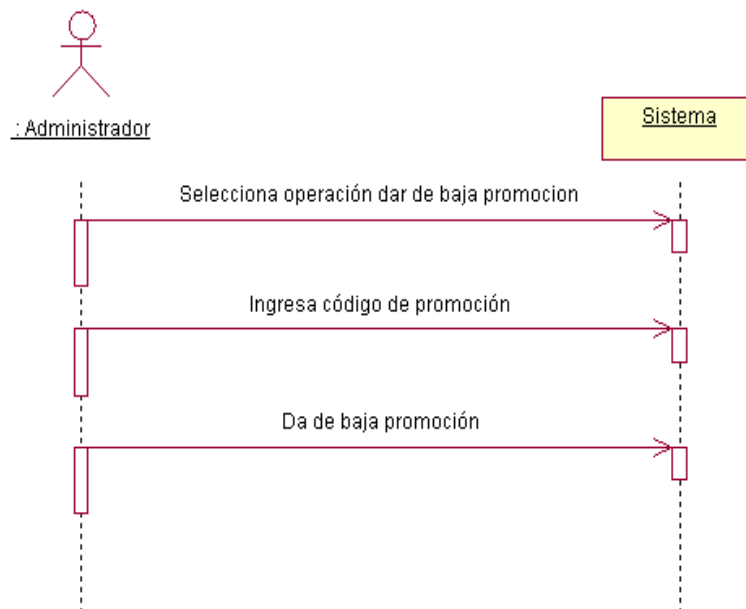 : Administrador
Sistema
Selecciona operación dar de baja promocion
Ingresa código de promoción
Da de baja promoción